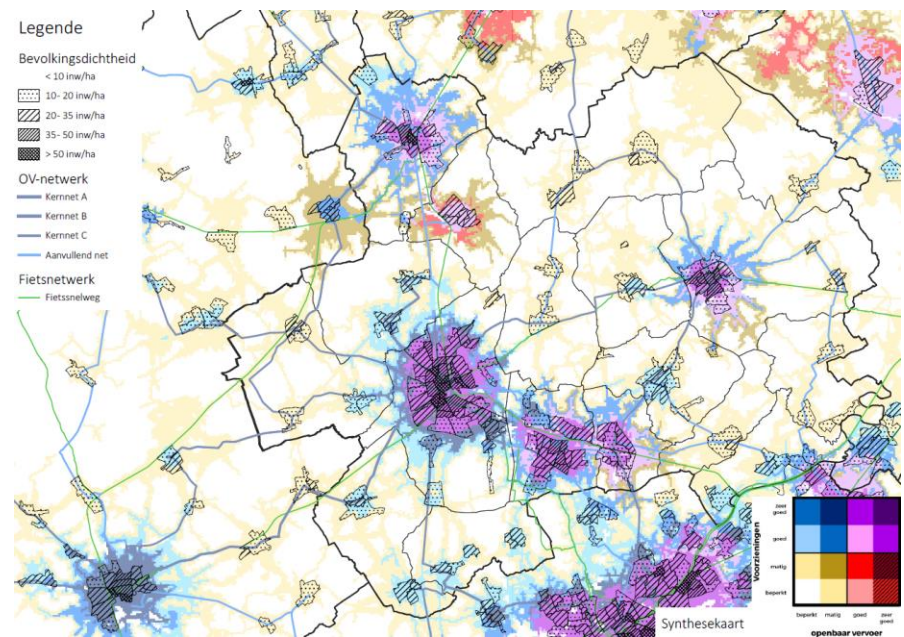 Legende
Bevolkingsdichtheid
< 10 inw/ha
10- 20 inw/ha
20- 35 inw/ha
35- 50 inw/ha
> 50 inw/ha
OV-netwerk
Kernnet A
Kernnet B
Kernnet C
Aanvullend net
Fietsnetwerk
Fietssnelweg
Synthesekaart
Voorzieningen
zeer goed
goed
matig
beperkt
beperkt
matig
goed
zeer goed
openbaar vervoer